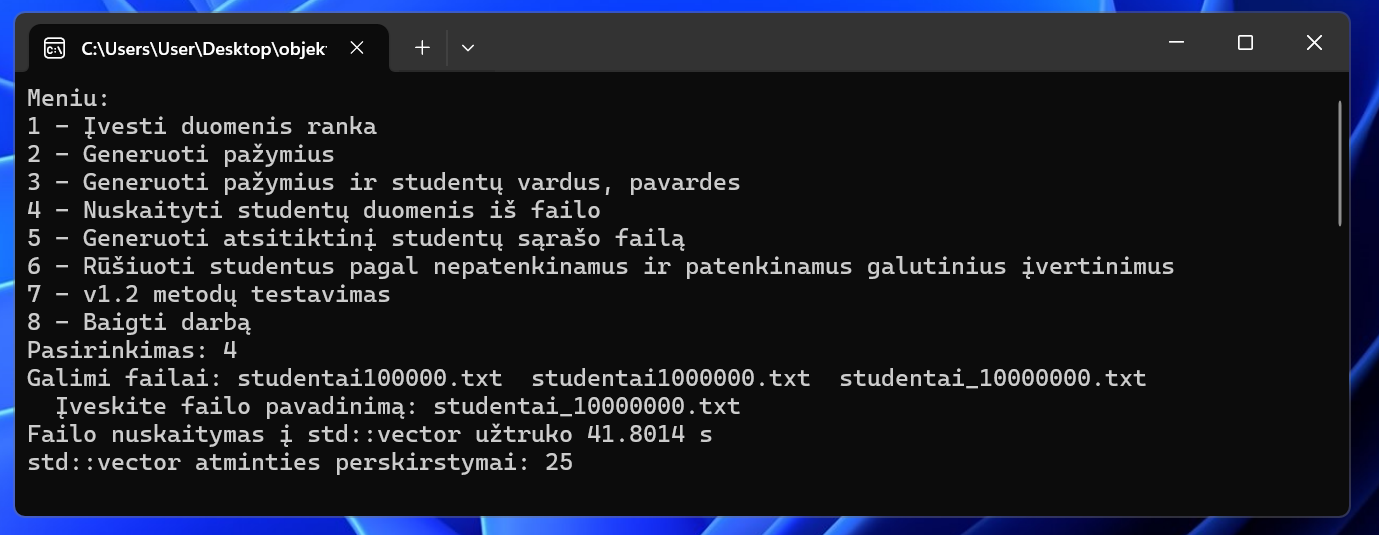 C:\Users\User\Desktop\objek
Meniu:
1 - Įvesti duomenis ranka
2 - Generuoti pažymius
3 - Generuoti pažymius ir studentų vardus, pavardes
4 - Nuskaityti studentų duomenis iš failo
5 - Generuoti atsitiktinį studentų sąrašo failą
6 - Rūšiuoti studentus pagal nepatenkinamus ir patenkinamus galutinius įvertinimus
7 - v1.2 metodų testavimas
8 - Baigti darbą
Pasirinkimas: 4
Galimi failai: studentai100000.txt  studentai1000000.txt  studentai_10000000.txt
  Įveskite failo pavadinimą: studentai_10000000.txt
Failo nuskaitymas į std::vector užtruko 41.8014 s
std::vector atminties perskirstymai: 25